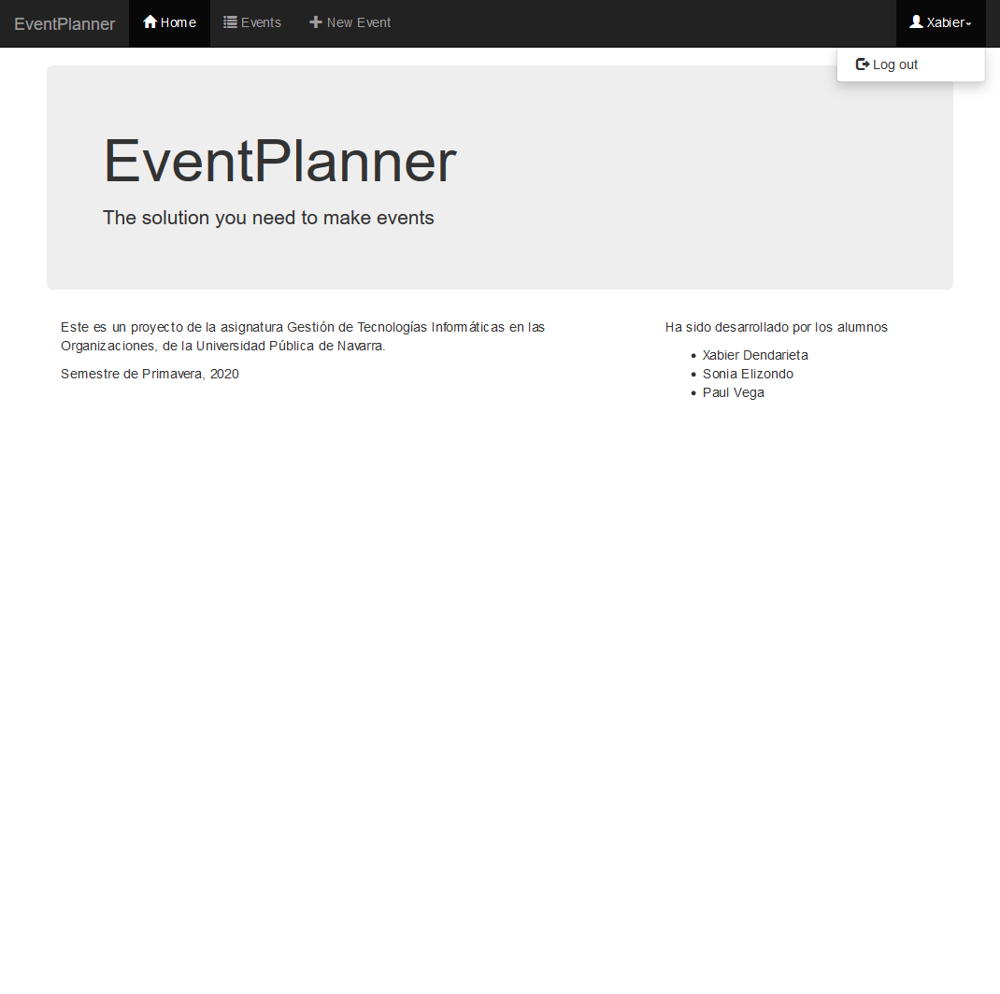 EventPlanner Home Events New Event Xabier
Log out
EventPlanner
The solution you need to make events
Este es un proyecto de la asignatura Gestión de Tecnologías Informáticas en las
Organizaciones, de la Universidad Pública de Navarra.
Semestre de Primavera, 2020
Ha sido desarrollado por los alumnos
Xabier Dendarieta
Sonia Elizondo
Paul Vega